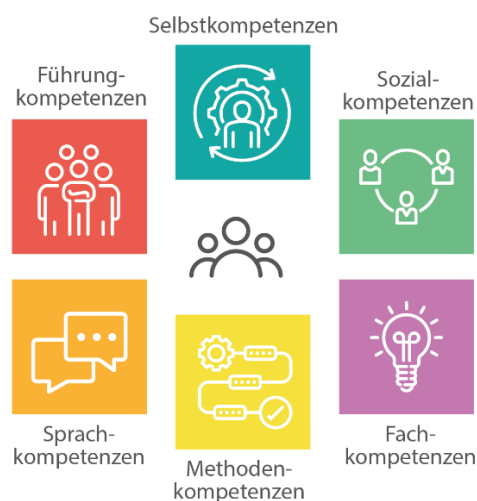 Selbstkompetenzen
Führung-
kompetenzen
Sozial-
kompetenzen
Sprach-
kompetenzen
Methoden-
kompetenzen
Fach-
kompetenzen